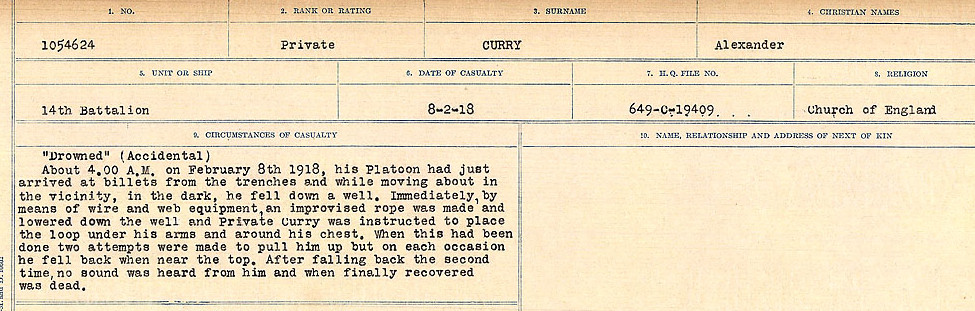 1. NO. 2. RANK OR RATING 3. SURNAME 4. CHRISTIAN NAMES
1054624 Private CURRY Alexander
5. UNIT OR SHIP 6. DATE OF CASUALTY 7. H.Q. FILE NO. 8. RELIGION
14th Battalion 8-2-18 649-C-19409. . . Church of England
9. CIRCUMSTANCES OF CASUALTY 10. NAME, RELATIONSHIP AND ADDRESS OF NEXT OF KIN
"Drowned" (Accidental)
About 4.00 A.M. on February 8th 1918, his Platoon had just
arrived at billets from the trenches and while moving about in
the vicinity, in the dark, he fell down a well. Immediately, by
means of wire and web equipment, an improvised rope was made and
lowered down the well and Private Curry was instructed to place
the loop under his arms and around his chest. When this had been
done two attempts were made to pull him up but on each occasion
he fell back when near the top. After falling back the second
time, no sound was heard from him and when finally recovered
was dead.